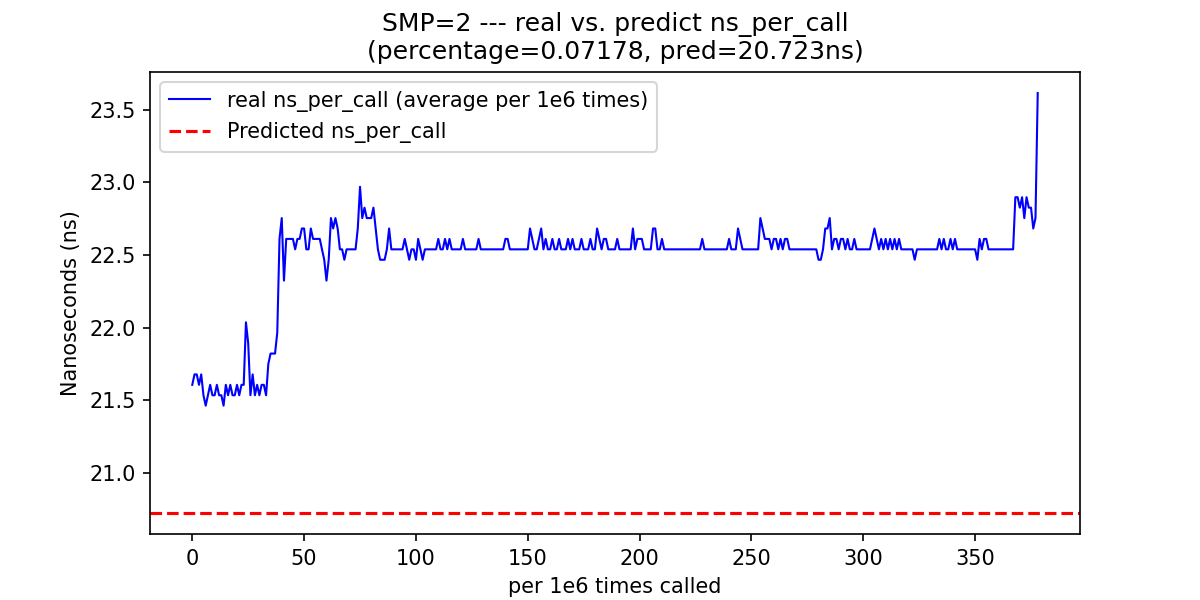 SMP=2 --- real vs. predict ns_per_call
(percentage=0.07178, pred=20.723ns)
real ns_per_call (average per 1e6 times)
Predicted ns_per_call
Nanoseconds (ns)
23.5
23.0
22.5
22.0
21.5
21.0
0 50 100 150 200 250 300 350
per 1e6 times called